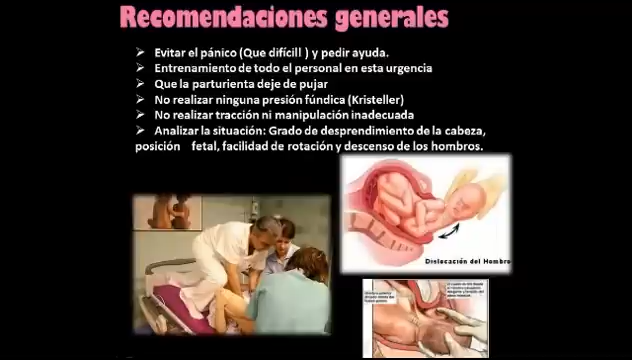 Recomendaciones generales
➢ Evitar el pánico (Que difícill ) y pedir ayuda.
➢ Entrenamiento de todo el personal en esta urgencia
➢ Que la parturienta deje de pujar
➢ No realizar ninguna presión fúndica (Kristeller)
➢ No realizar tracción ni manipulación inadecuada
➢ Analizar la situación: Grado de desprendimiento de la cabeza,
posición fetal, facilidad de rotación y descenso de los hombros.
Dislocación del Hombro